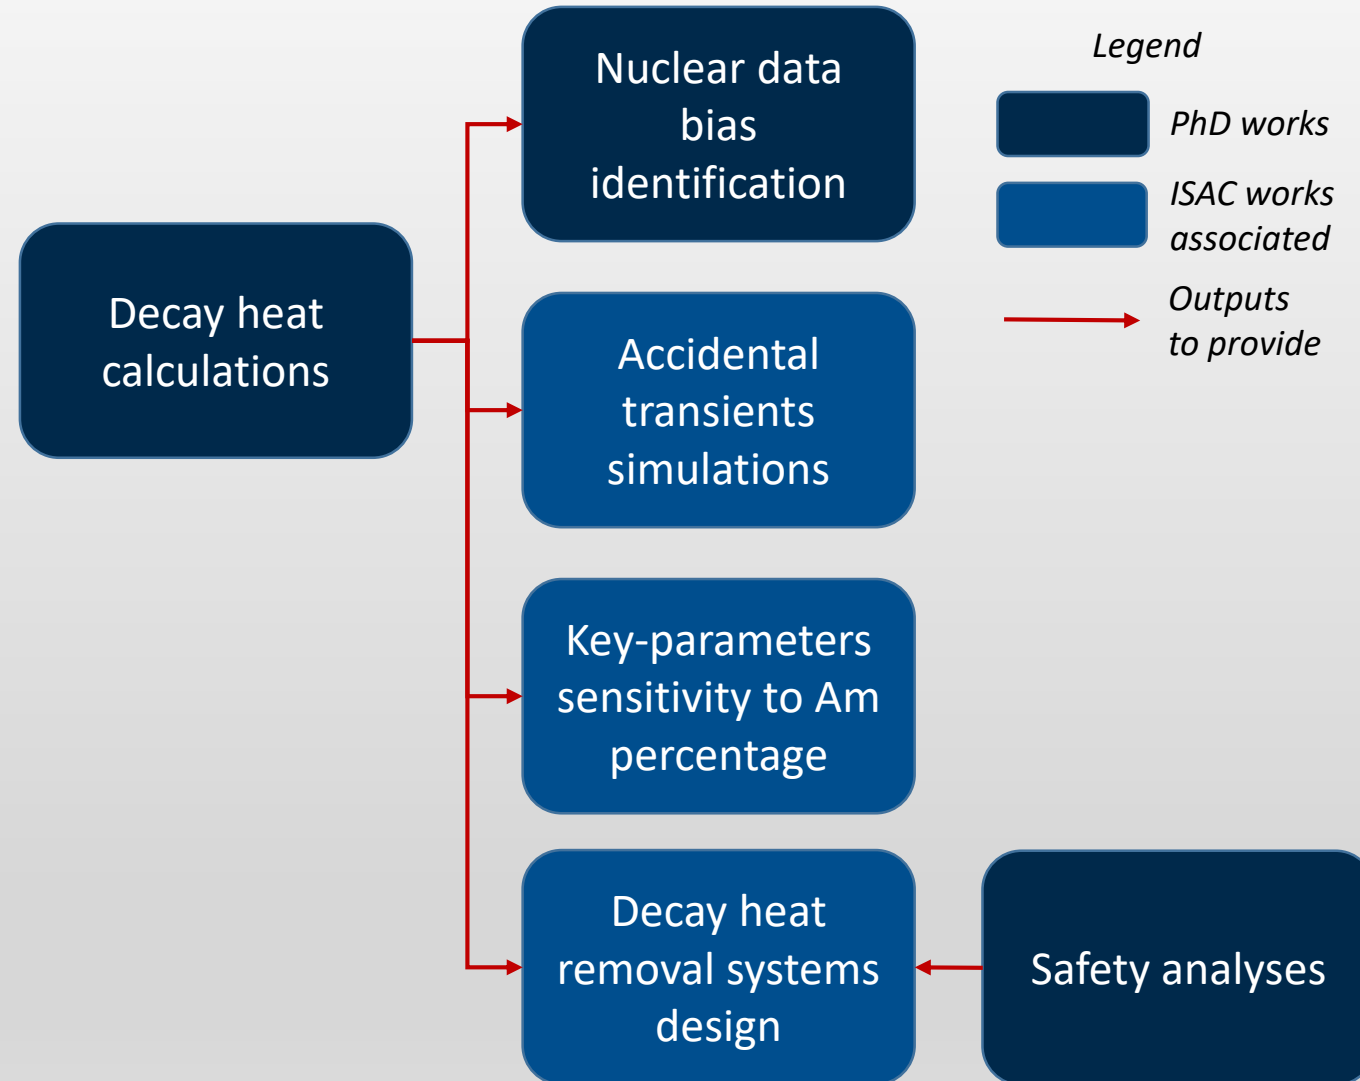 Nuclear data
bias
identification
Legend
PhD works
ISAC works
associated
Outputs
to provide
Decay heat
calculations
Accidental
transients
simulations
Key-parameters
sensitivity to Am
percentage
Decay heat
removal systems
design
Safety analyses